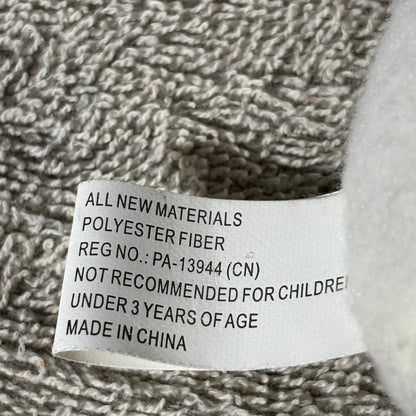 ALL NEW MATERIALS
POLYESTER FIBER
REG NO.: PA-13944 (CN)
NOT RECOMMENDED FOR CHILDREN
UNDER 3 YEARS OF AGE
MADE IN CHINA